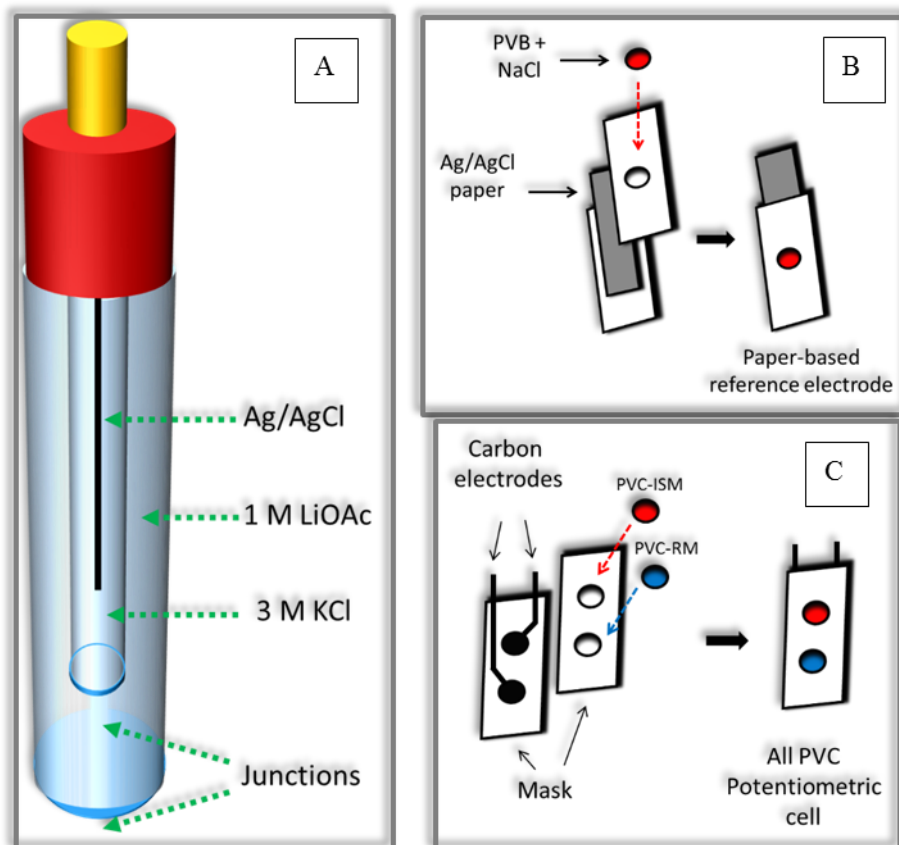 A
Ag/AgCl
1 M LiOAc
3 M KCl
Junctions
B
PVB +
NaCl
Ag/AgCl
paper
Paper-based
reference electrode
C
Carbon
electrodes
PVC-ISM
PVC-RM
Mask
All PVC
Potentiometric
cell